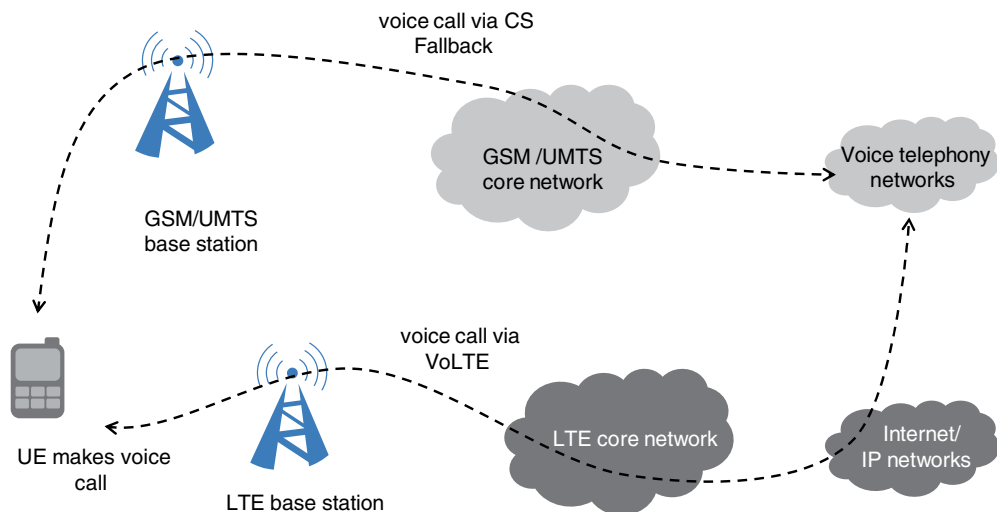 voice call via CS
Fallback
GSM /UMTS
core network
Voice telephony
networks
GSM/UMTS
base station
voice call via
VoLTE
LTE core network
Internet/
IP networks
UE makes voice
call
LTE base station